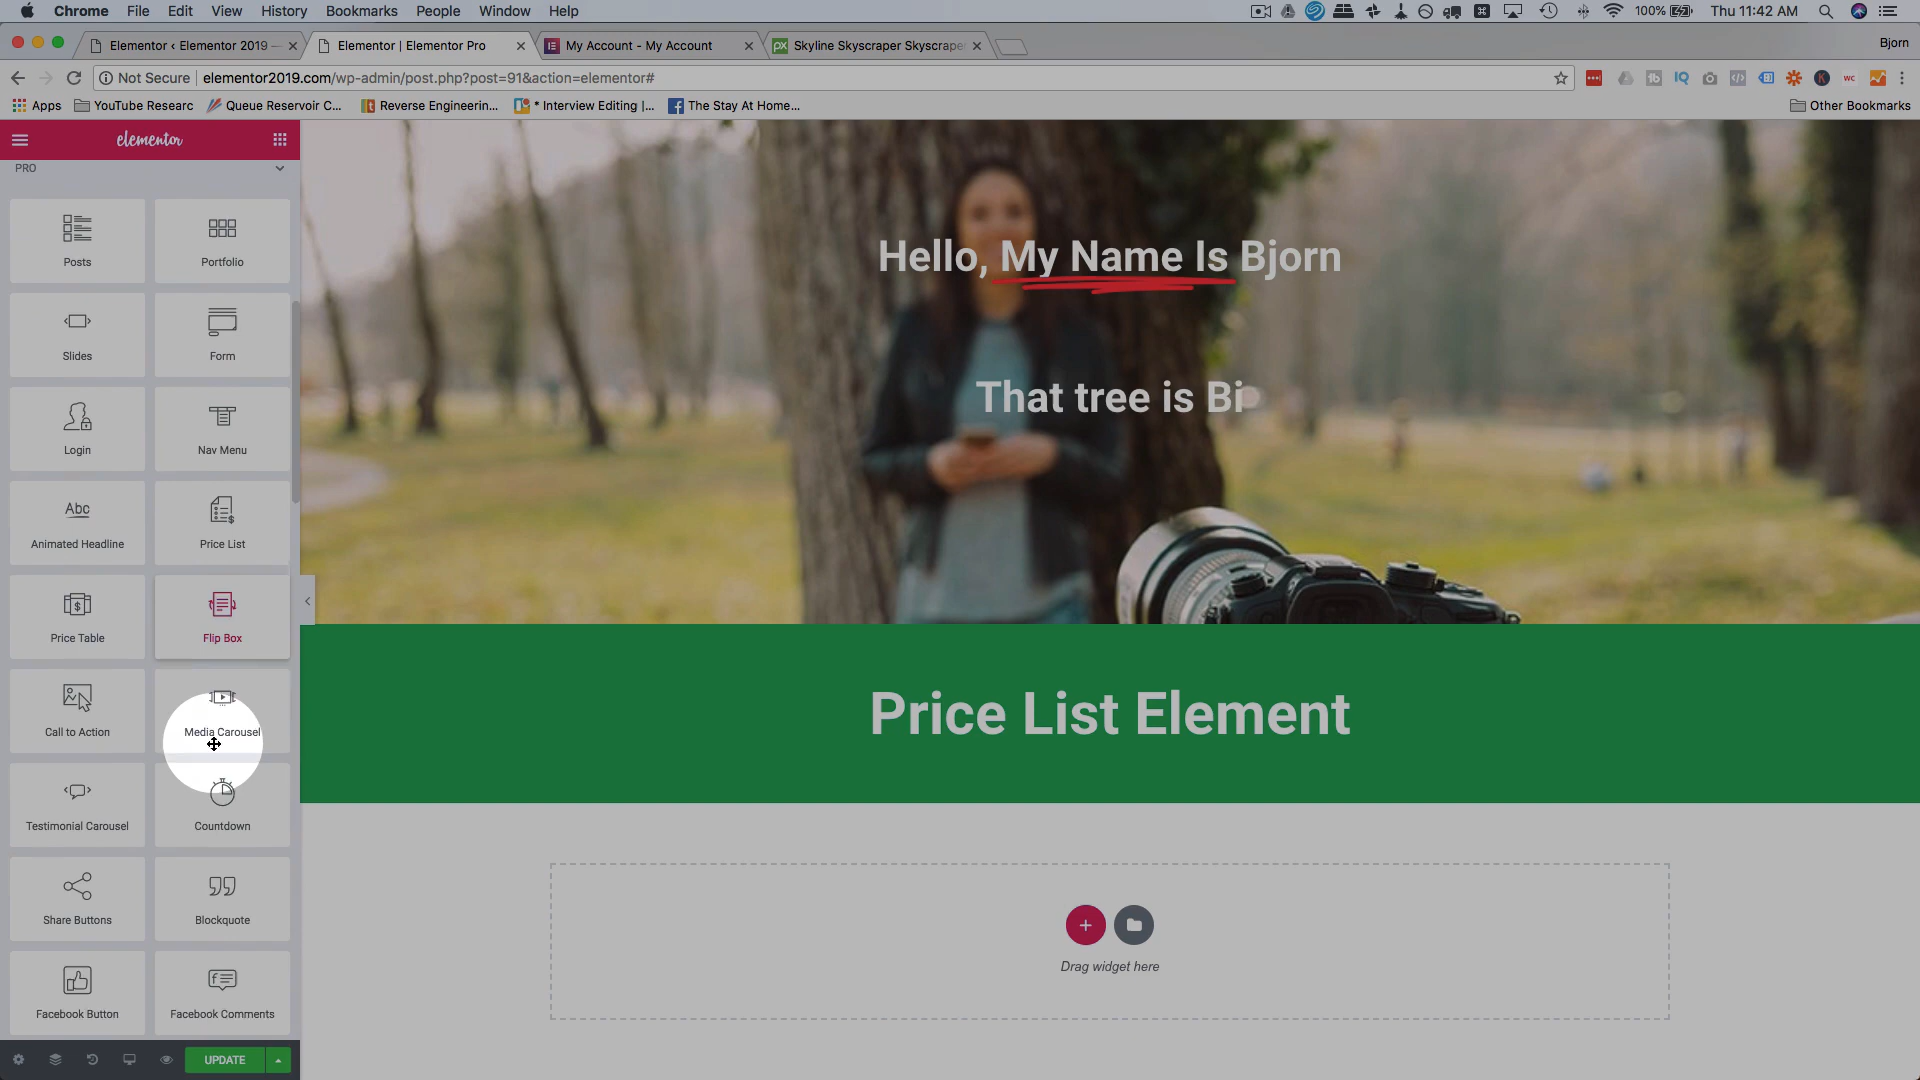 Chrome File Edit View History Bookmarks People Window Help
100% Thu 11:42 AM
Elementor ‹ Elementor 2019 —
Elementor | Elementor Pro
My Account - My Account
Skyline Skyscraper Skyscrape
Bjorn
Not Secure | elementor2019.com/wp-admin/post.php?post=91&action=elementor#
Apps
YouTube Researc
Queue Reservoir C...
Reverse Engineerin...
* Interview Editing |...
The Stay At Home...
Other Bookmarks
elementor
PRO
Posts
Portfolio
Slides
Form
Login
Nav Menu
Abc
Animated Headline
Price List
Price Table
Flip Box
Call to Action
Media Carousel
Testimonial Carousel
Countdown
Share Buttons
Blockquote
Facebook Button
Facebook Comments
UPDATE
Hello, My Name Is Bjorn
That tree is Bi
Price List Element
Drag widget here